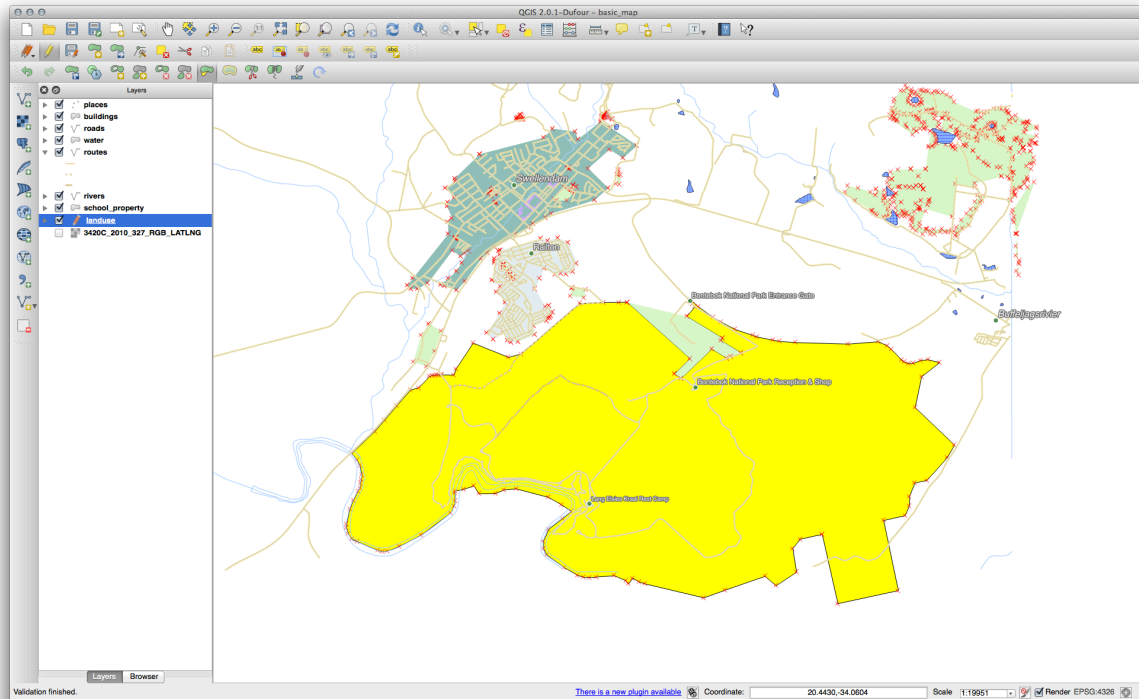 QGIS 2.0.1-Dufour - basic_map
Layers
places
buildings
roads
water
routes
rivers
school_property
landuse
3420C_2010_327_RGB_LATLNG
Swellendam
Railton
Bontebok National Park Entrance Gate
Buffeljagsrivier
Bontebok National Park Reception & Shop
Lang Elsies Kraal Rest Camp
Layers
Browser
Validation finished.
There is a new plugin available
Coordinate:
20.4430,-34.0604
Scale
1:19951
Render
EPSG:4326